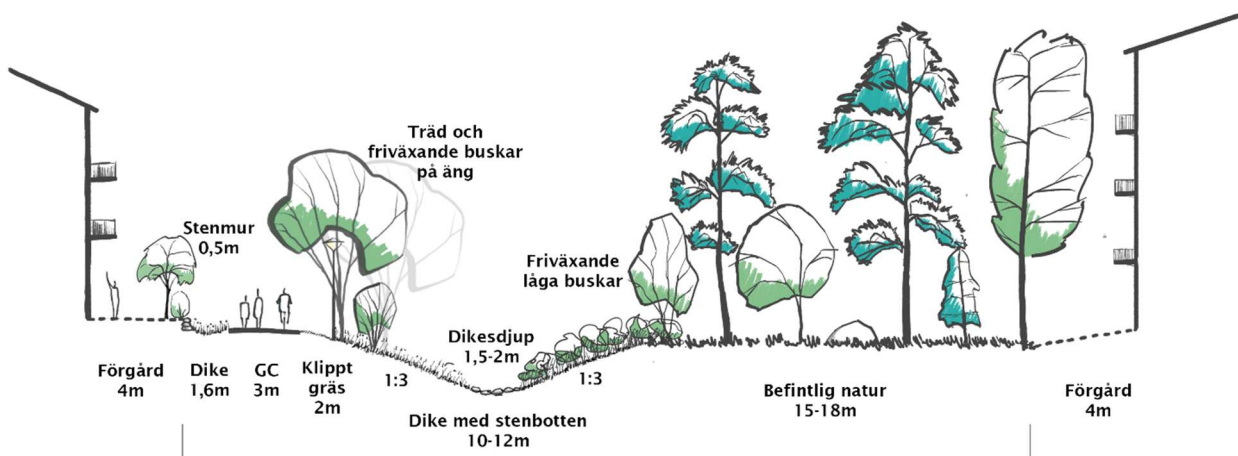 Träd och
friväxande buskar
på äng
Stenmur
0,5m
Friväxande
låga buskar
Dikesdjup
1,5-2m
Förgård
4m
Dike
1,6m
GC
3m
Klippt
gräs
2m
1:3
1:3
Dike med stenbotten
10-12m
Befintlig natur
15-18m
Förgård
4m